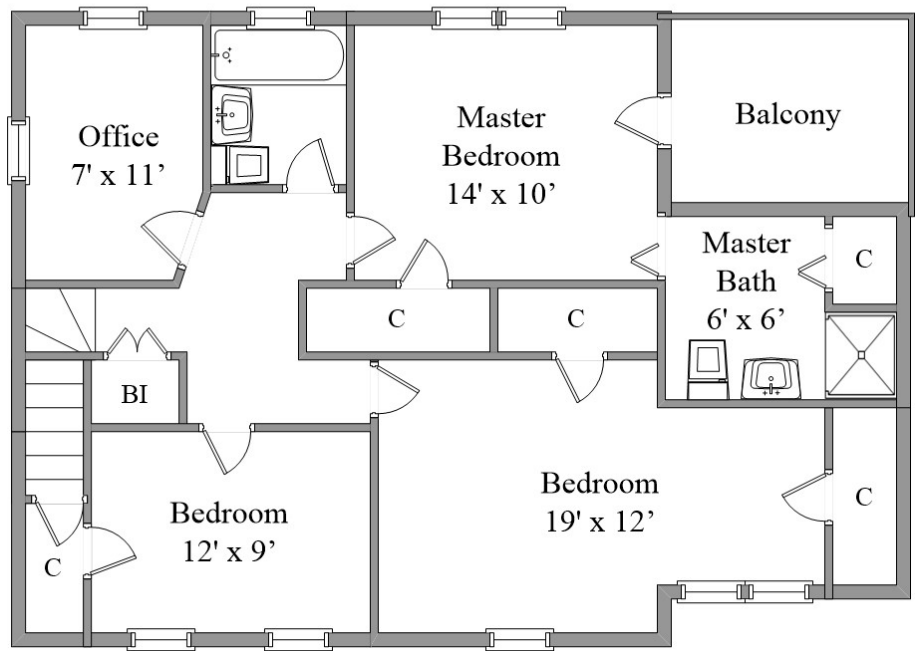 Office
7' x 11’
Master
Bedroom
14' x 10’
Balcony
Master
Bath
6' x 6’
C
C
C
BI
Bedroom
12' x 9’
Bedroom
19' x 12’
C
C